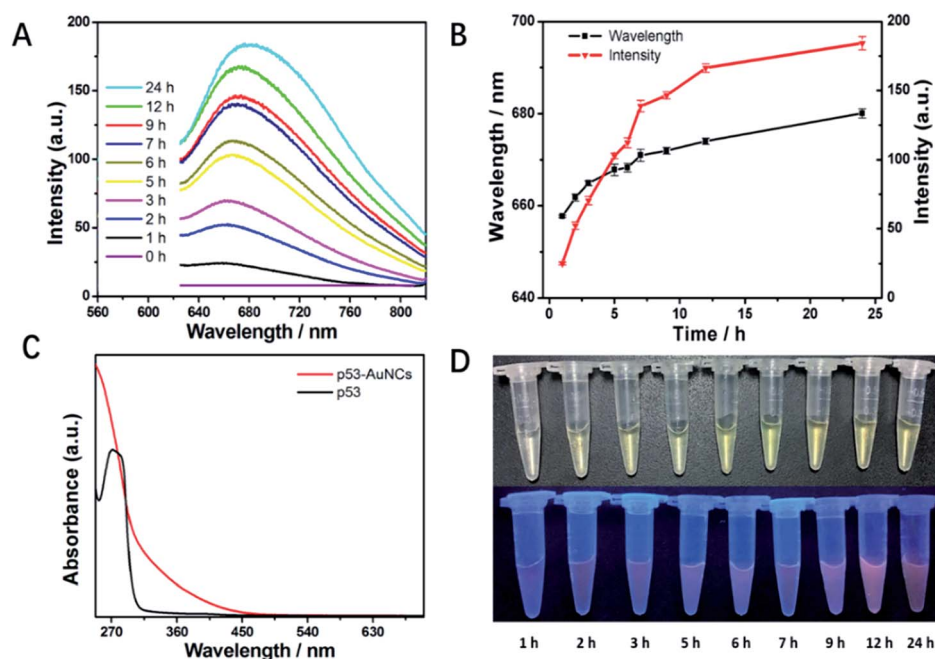 A
200
150
100
50
0
Intensity (a.u.)
24 h
12 h
9 h
7 h
6 h
5 h
3 h
2 h
1 h
0 h
560 600 640 680 720 760 800
Wavelength / nm
B
700
680
660
640
Wavelength / nm
Wavelength
Intensity
200
150
100
50
0
Intensity (a.u.)
0 5 10 15 20 25
Time / h
C
Absorbance (a.u.)
p53-AuNCs
p53
270 360 450 540 630
Wavelength / nm
D
1 h 2 h 3 h 5 h 6 h 7 h 9 h 12 h 24 h